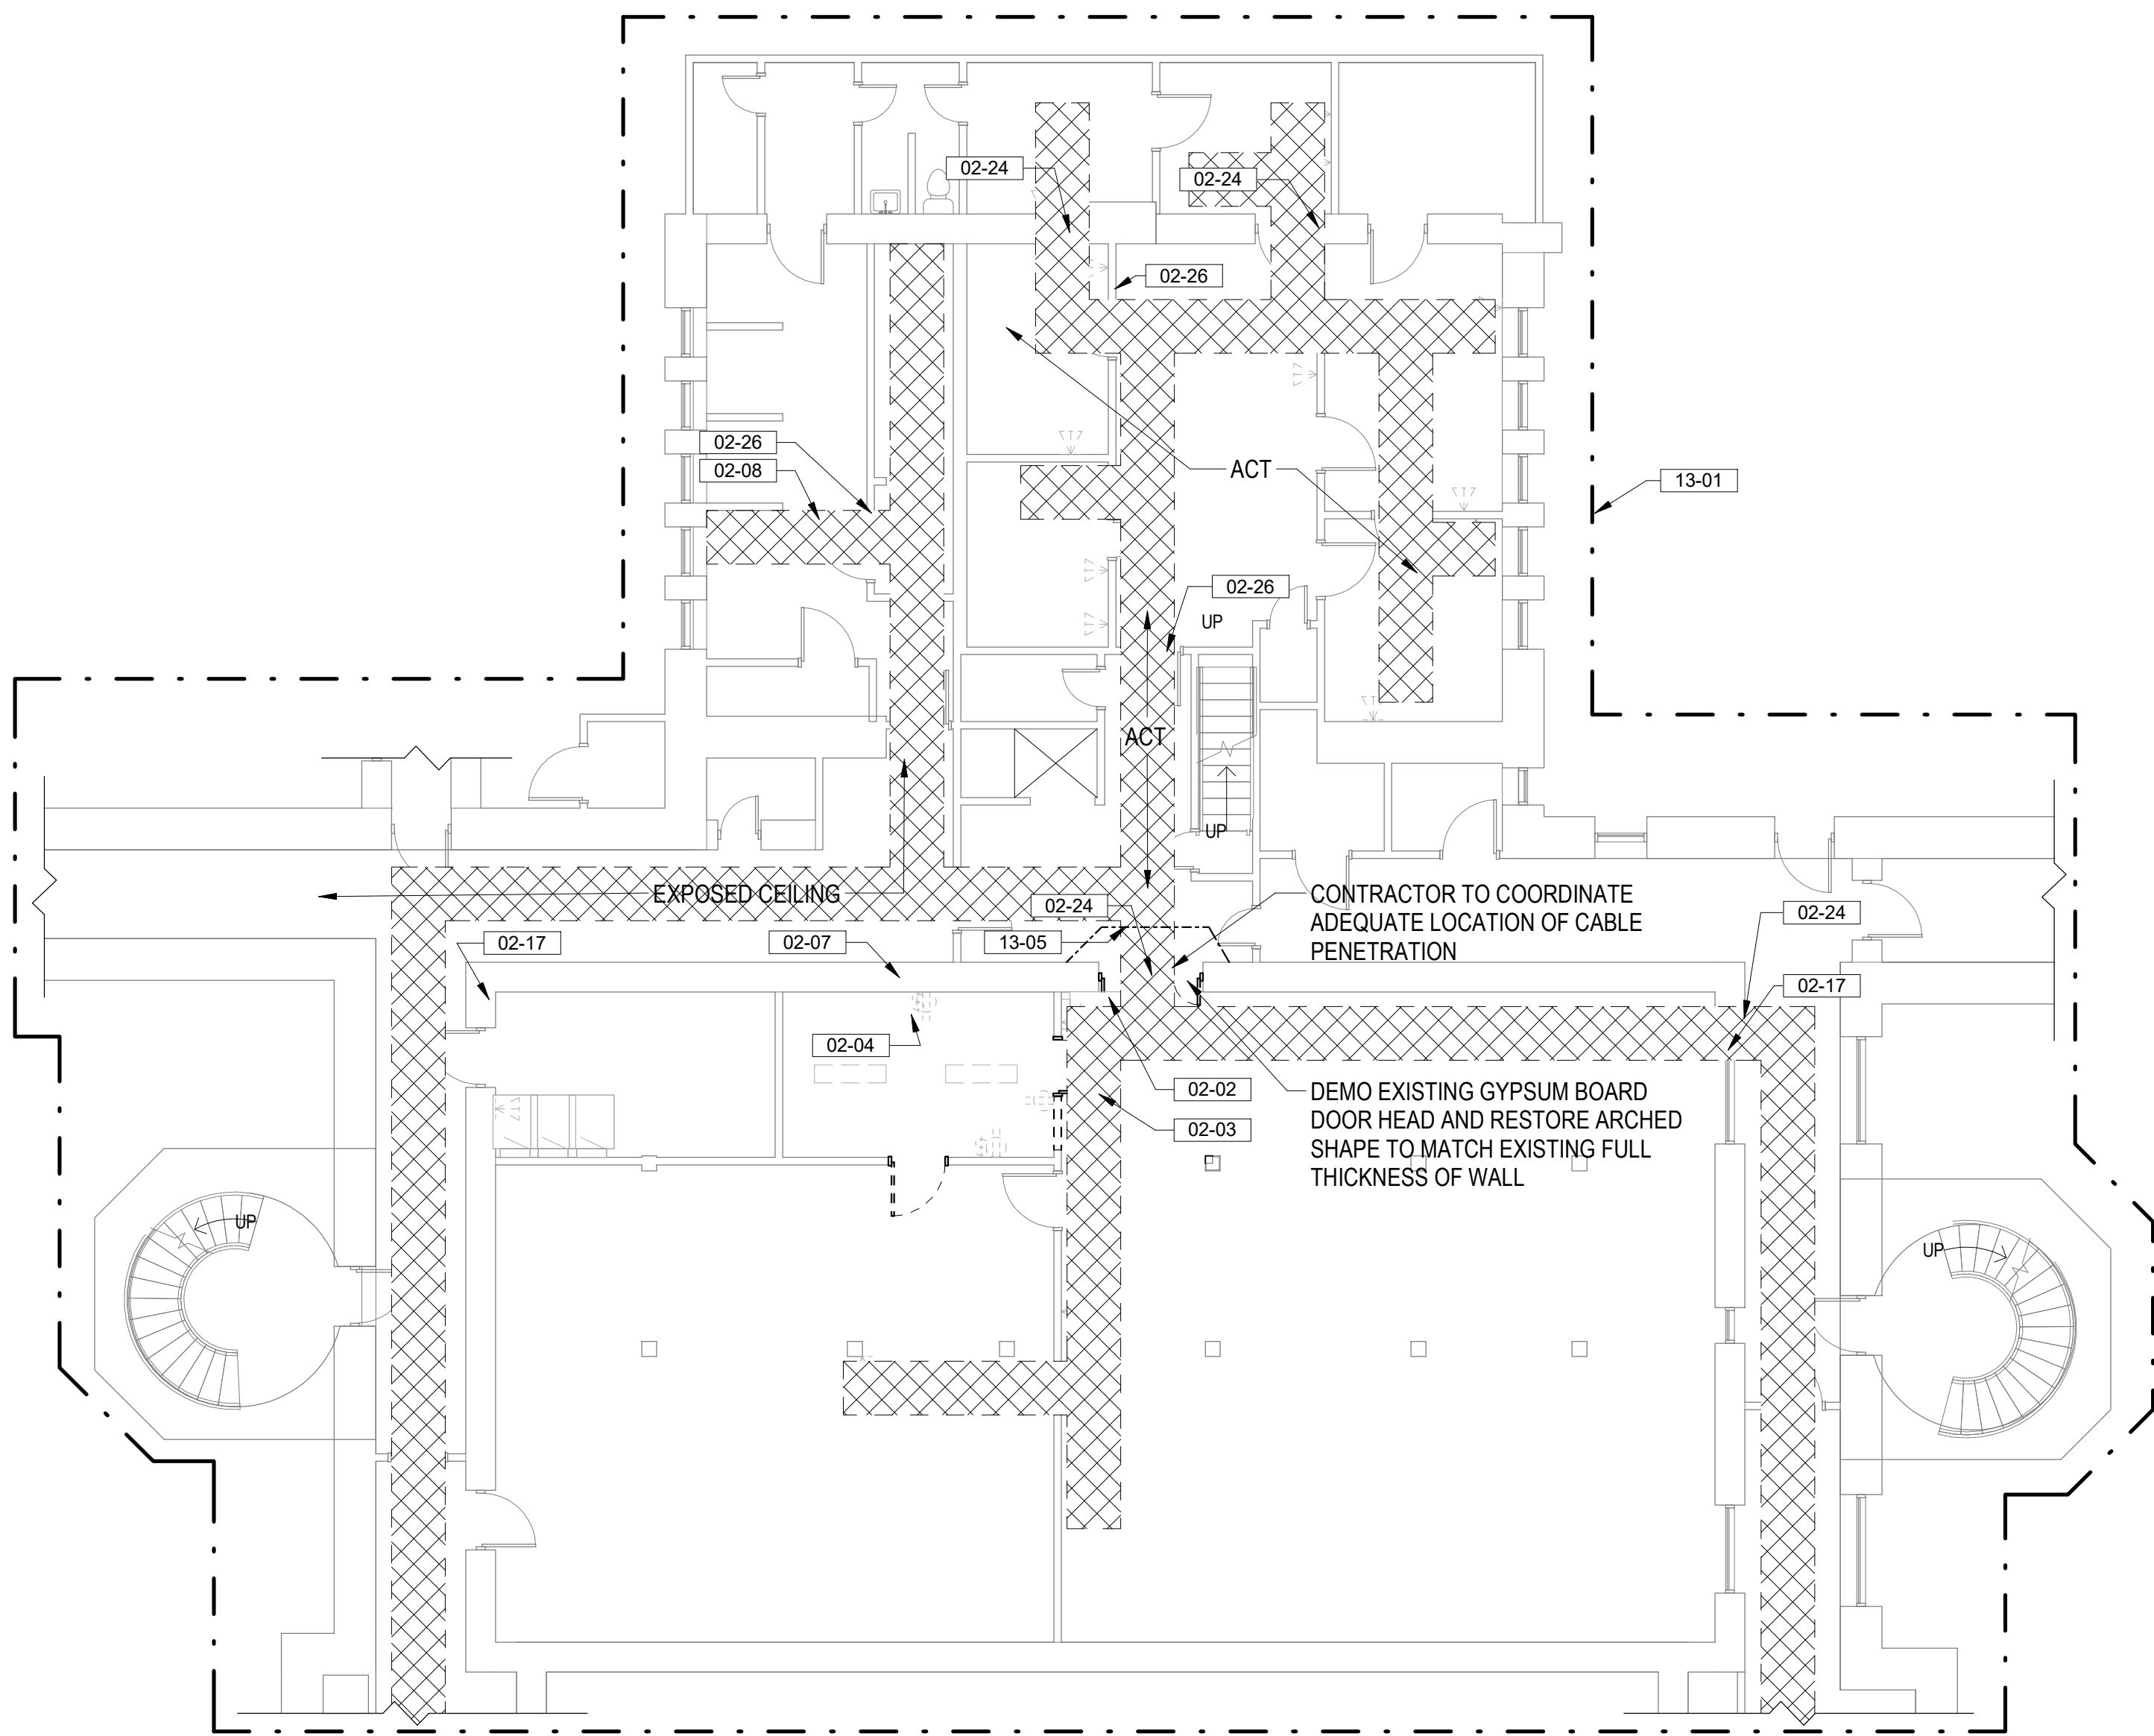 02-24
02-24
02-26
02-26
02-08
ACT
13-01
02-26
UP
ACT
UP
EXPOSED CEILING
02-24
CONTRACTOR TO COORDINATE
ADEQUATE LOCATION OF CABLE
PENETRATION
02-24
02-17
02-07
13-05
02-17
02-04
02-02
02-03
DEMO EXISTING GYPSUM BOARD
DOOR HEAD AND RESTORE ARCHED
SHAPE TO MATCH EXISTING FULL
THICKNESS OF WALL
UP
UP